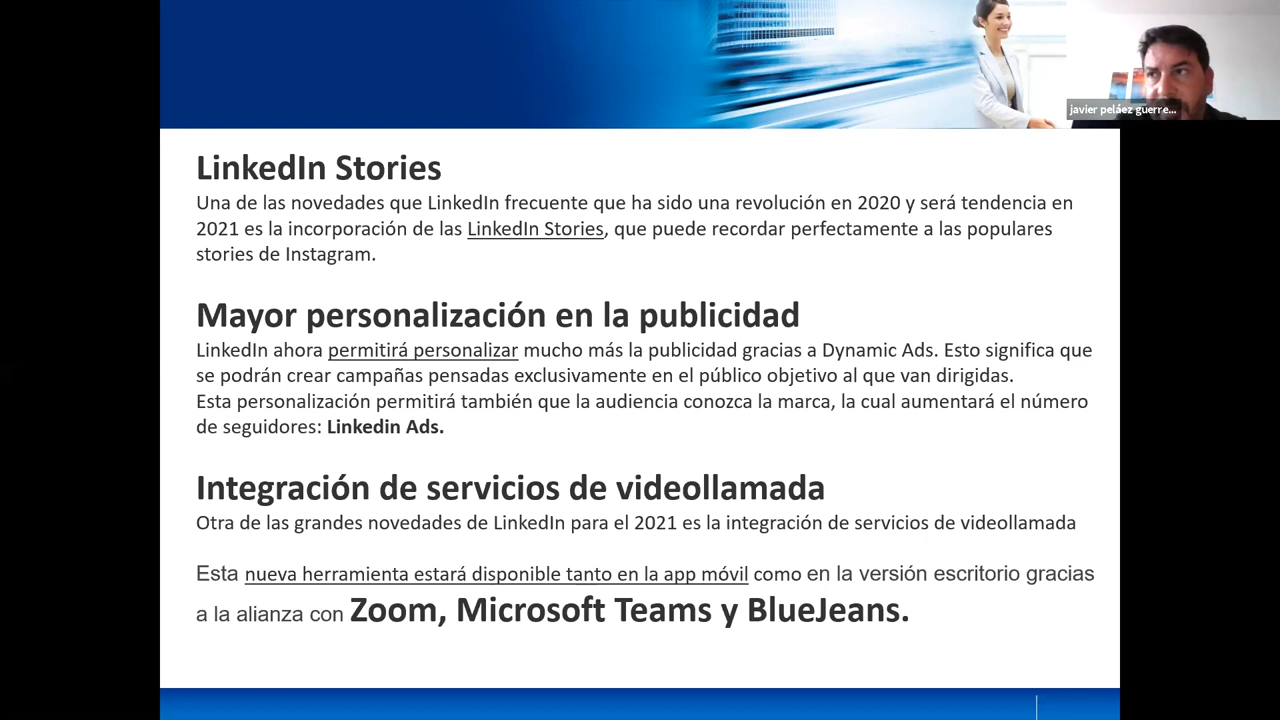 javier peláez guerre...
LinkedIn Stories
Una de las novedades que LinkedIn frecuente que ha sido una revolución en 2020 y será tendencia en
2021 es la incorporación de las LinkedIn Stories, que puede recordar perfectamente a las populares
stories de Instagram.
Mayor personalización en la publicidad
LinkedIn ahora permitirá personalizar mucho más la publicidad gracias a Dynamic Ads. Esto significa que
se podrán crear campañas pensadas exclusivamente en el público objetivo al que van dirigidas.
Esta personalización permitirá también que la audiencia conozca la marca, la cual aumentará el número
de seguidores: Linkedin Ads.
Integración de servicios de videollamada
Otra de las grandes novedades de LinkedIn para el 2021 es la integración de servicios de videollamada
Esta nueva herramienta estará disponible tanto en la app móvil como en la versión escritorio gracias
a la alianza con Zoom, Microsoft Teams y BlueJeans.